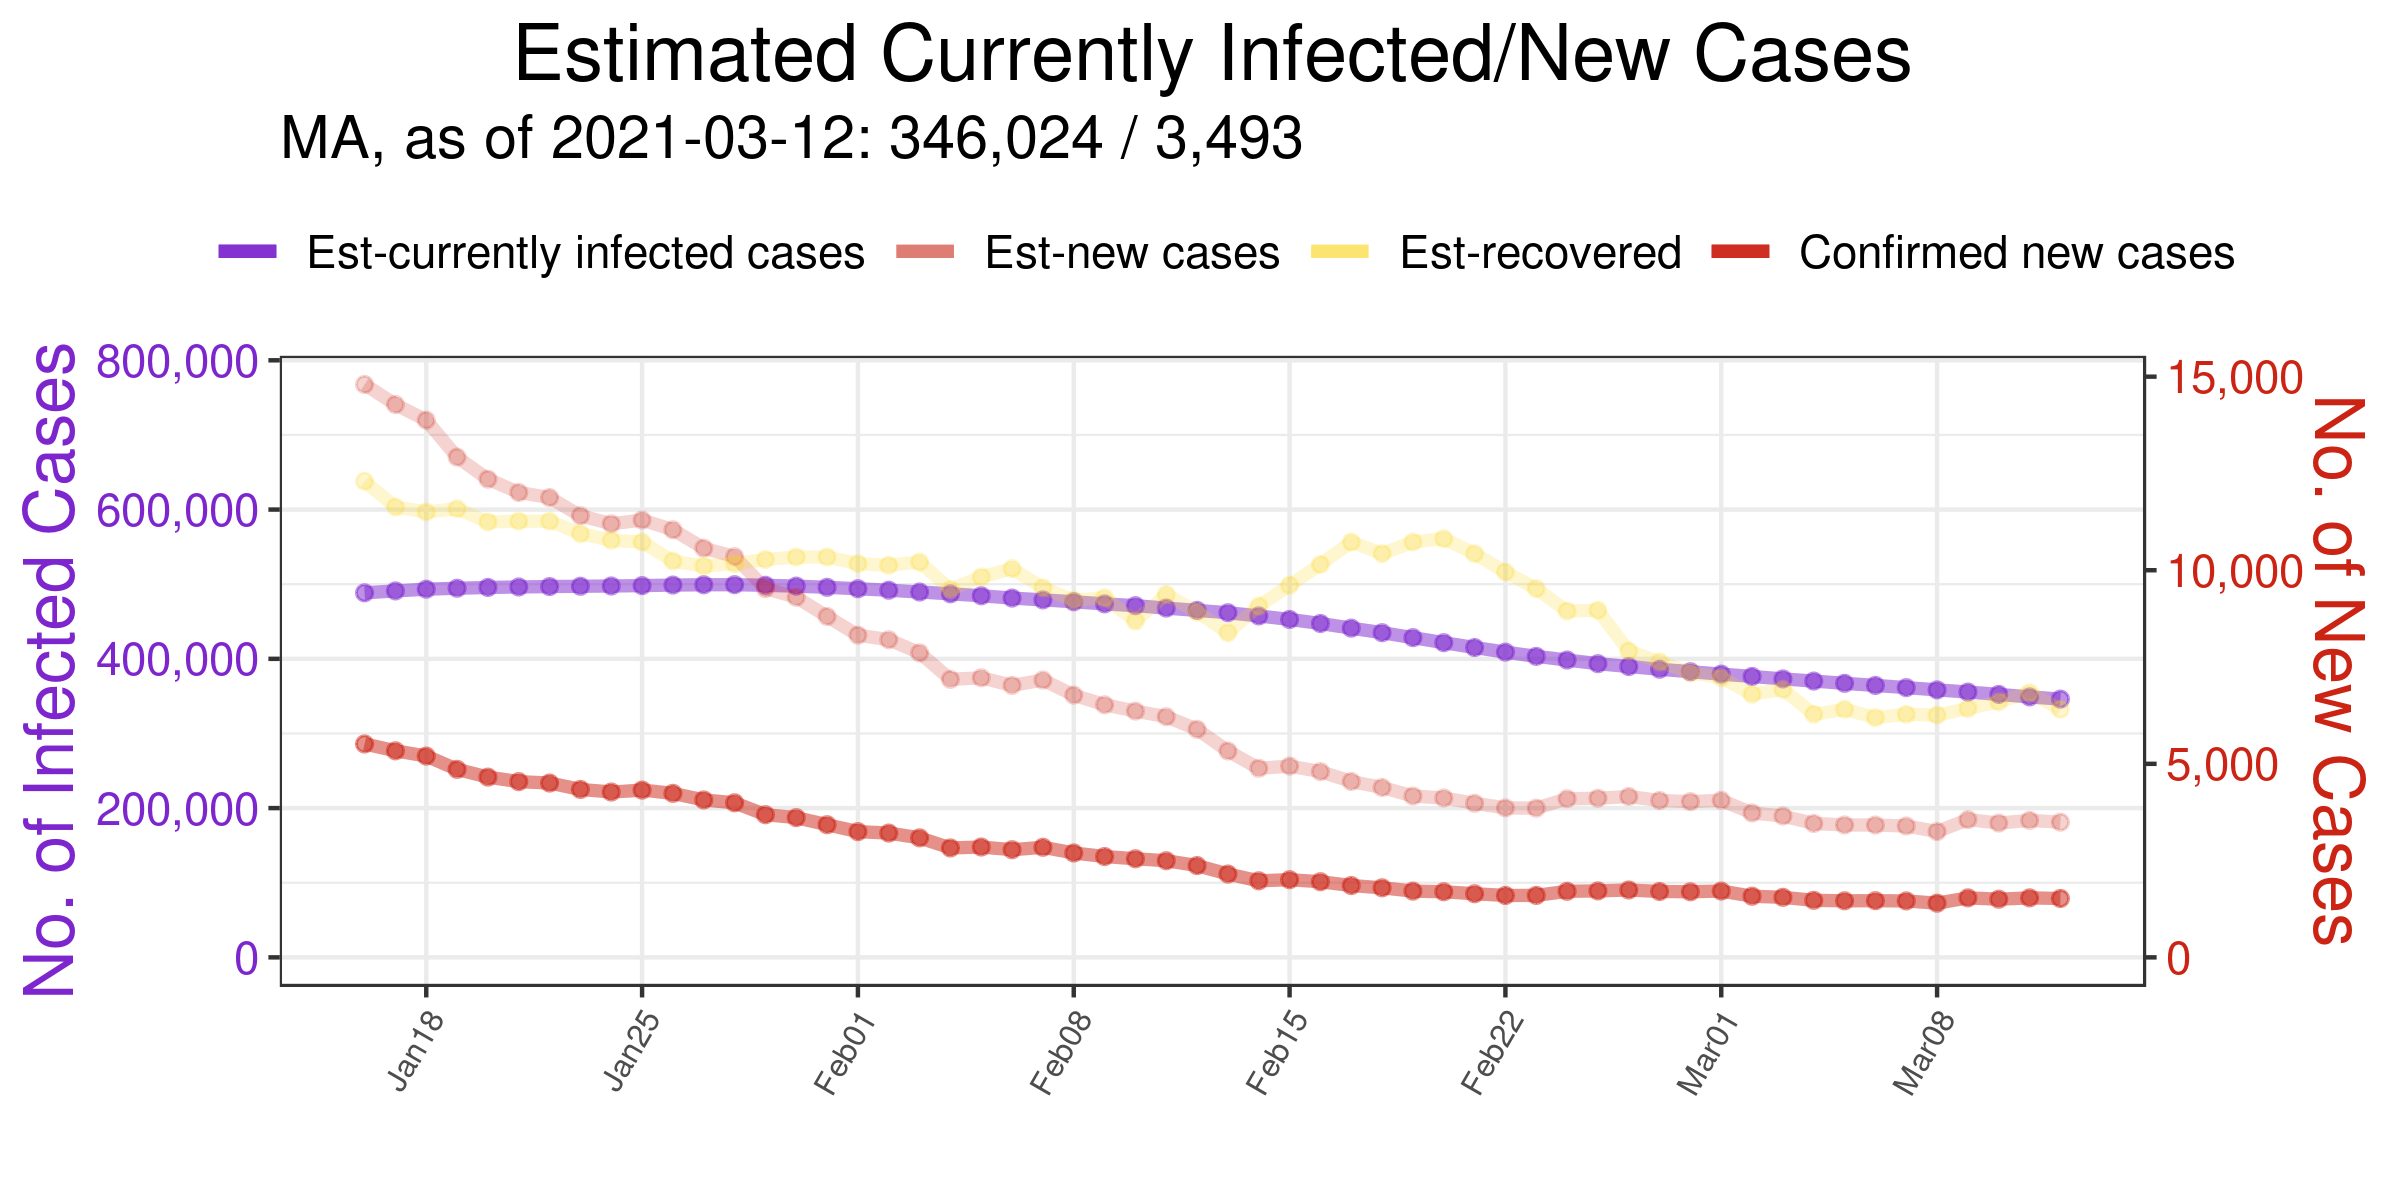 Estimated Currently Infected/New Cases
MA, as of 2021-03-12: 346,024 / 3,493
Est-currently infected cases Est-new cases Est-recovered Confirmed new cases
No. of Infected Cases
800,000
600,000
400,000
200,000
0
15,000
10,000
5,000
0
No. of New Cases
Jan18 Jan25 Feb01 Feb08 Feb15 Feb22 Mar01 Mar08